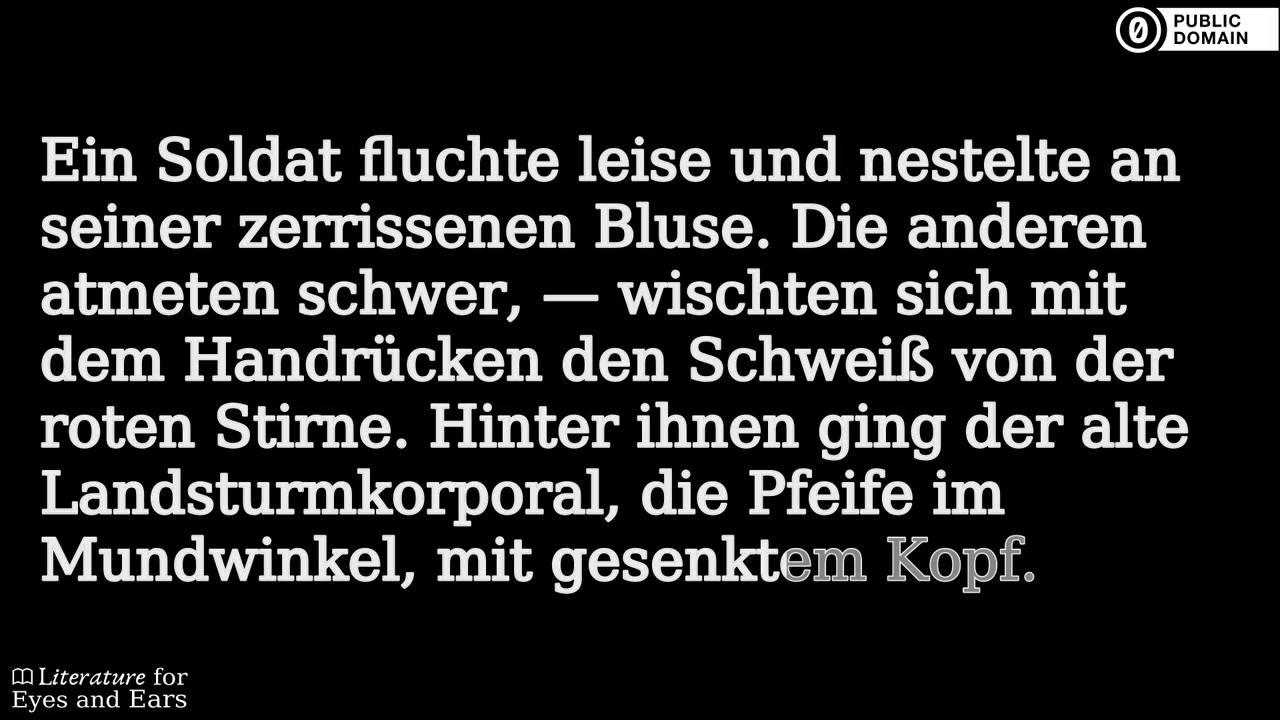 PUBLIC
DOMAIN
Ein Soldat fluchte leise und nestelte an
seiner zerrissenen Bluse. Die anderen
atmeten schwer, — wischten sich mit
dem Handrücken den Schweiß von der
roten Stirne. Hinter ihnen ging der alte
Landsturmkorporal, die Pfeife im
Mundwinkel, mit gesenktem Kopf.
Literature for
Eyes and Ears